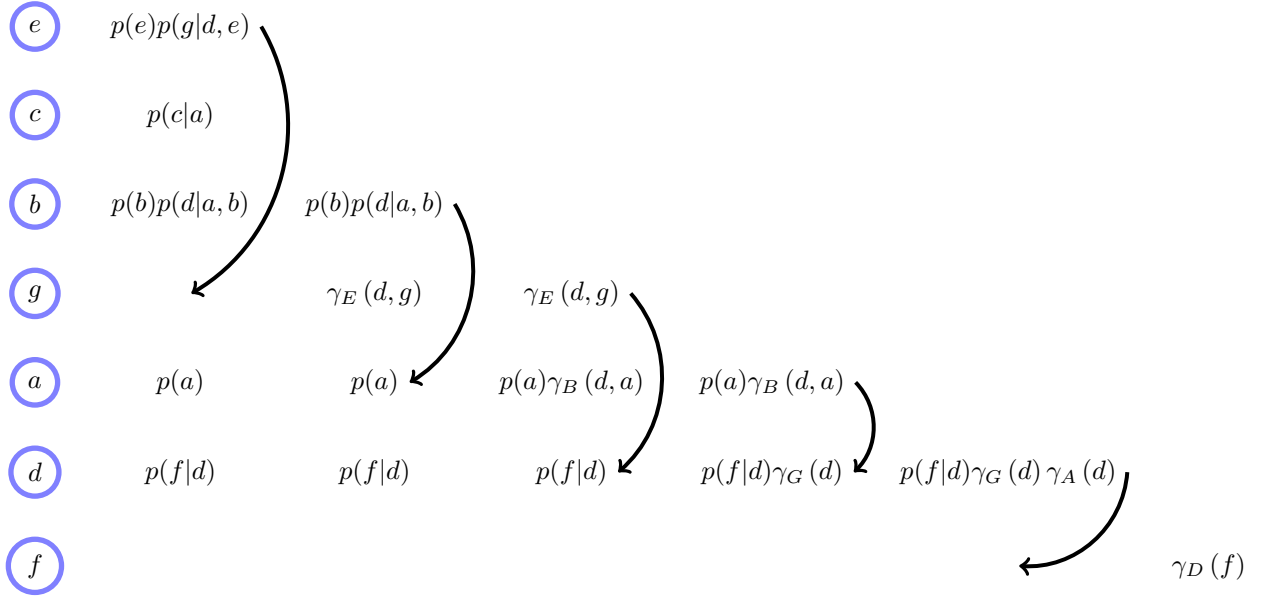 e p(e)p(g|d, e)
c p(c|a)
b p(b)p(d|a, b) p(b)p(d|a, b)
g γ_E (d, g) γ_E (d, g)
a p(a) p(a) p(a)γ_B (d, a) p(a)γ_B (d, a)
d p(f|d) p(f|d) p(f|d) p(f|d)γ_G (d) p(f|d)γ_G (d) γ_A (d)
f γ_D (f)